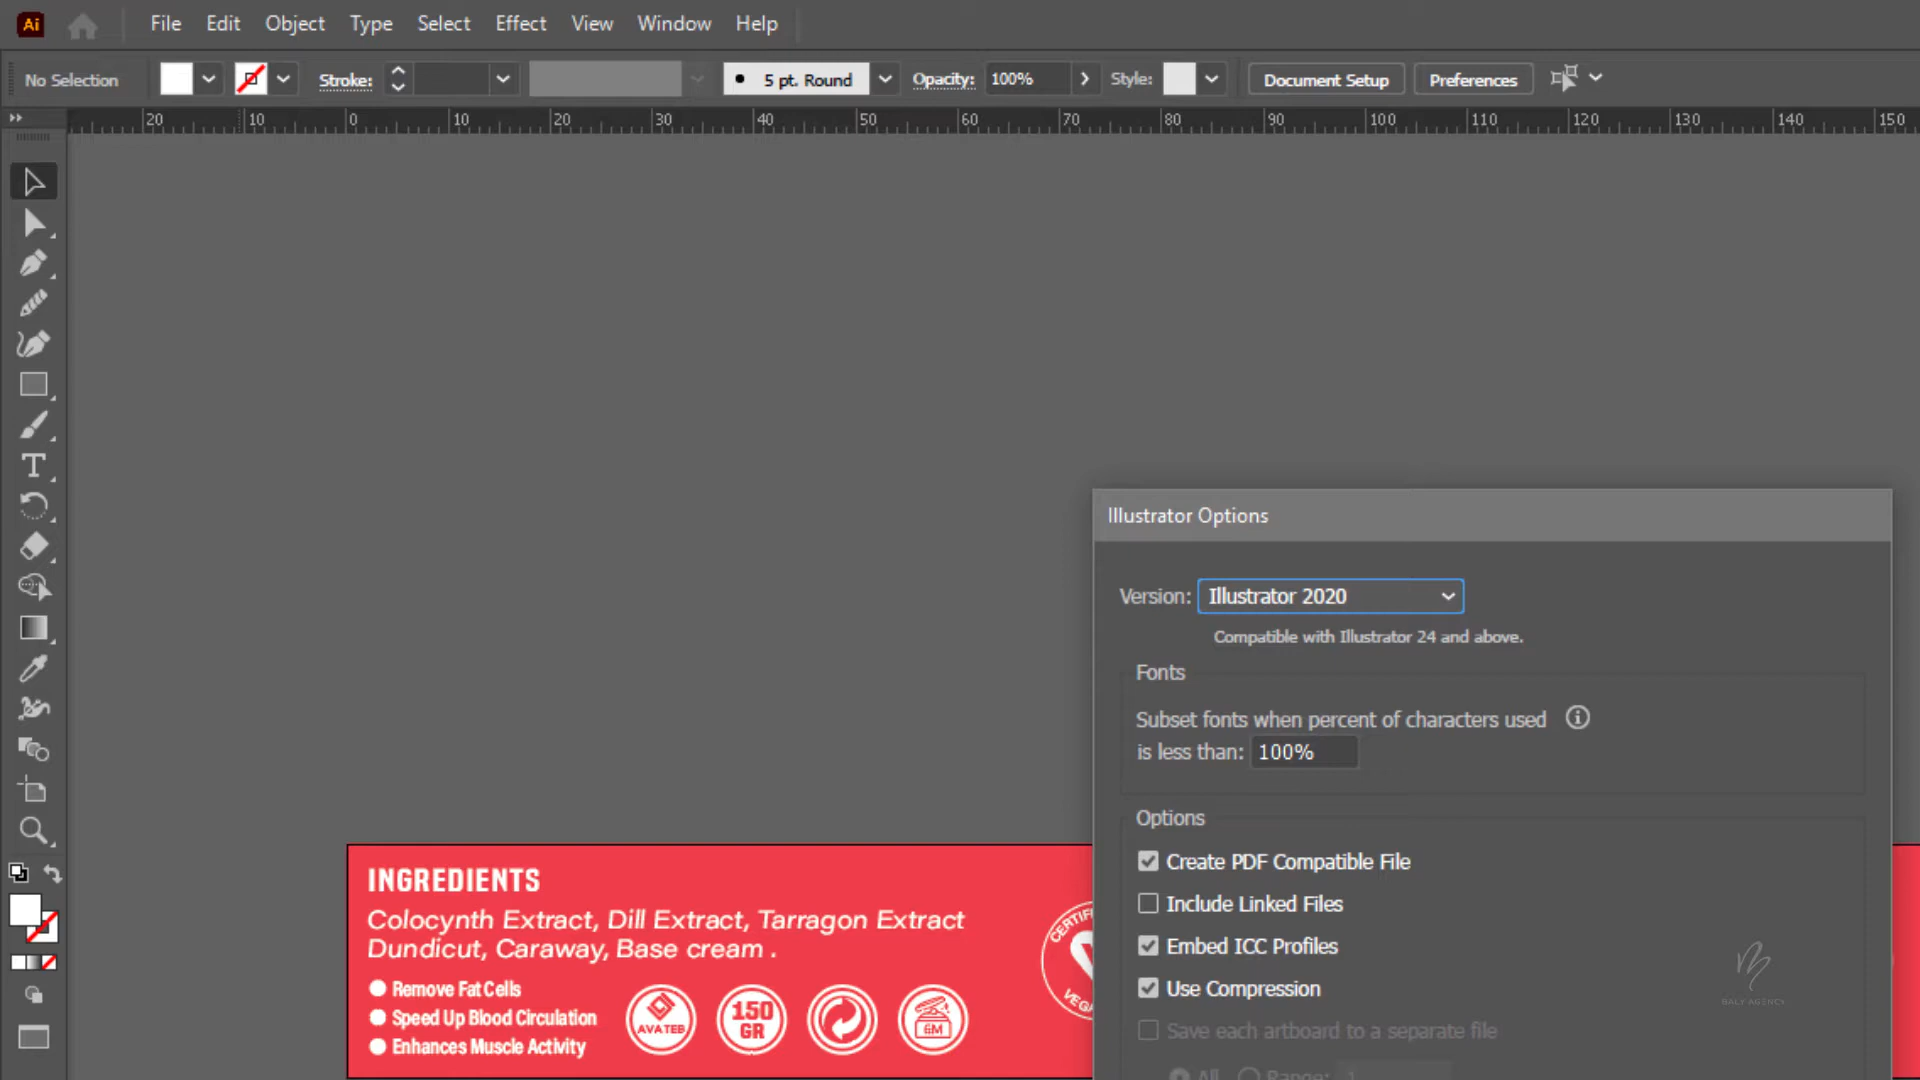 Ai File Edit Object Type Select Effect View Window Help
No Selection Stroke: 5 pt. Round Opacity: 100% Style: Document Setup Preferences
20 10 0 10 20 30 40 50 60 70 80 90 100 110 120 130 140 150
Illustrator Options
Version: Illustrator 2020
Compatible with Illustrator 24 and above.
Fonts
Subset fonts when percent of characters used
is less than: 100%
Options
Create PDF Compatible File
Include Linked Files
Embed ICC Profiles
Use Compression
Save each artboard to a separate file
All Range: 1
INGREDIENTS
Colocynth Extract, Dill Extract, Tarragon Extract
Dundicut, Caraway, Base cream .
Remove Fat Cells
Speed Up Blood Circulation
Enhances Muscle Activity
AVATEB
150
GR
6M
BALY AGENCY